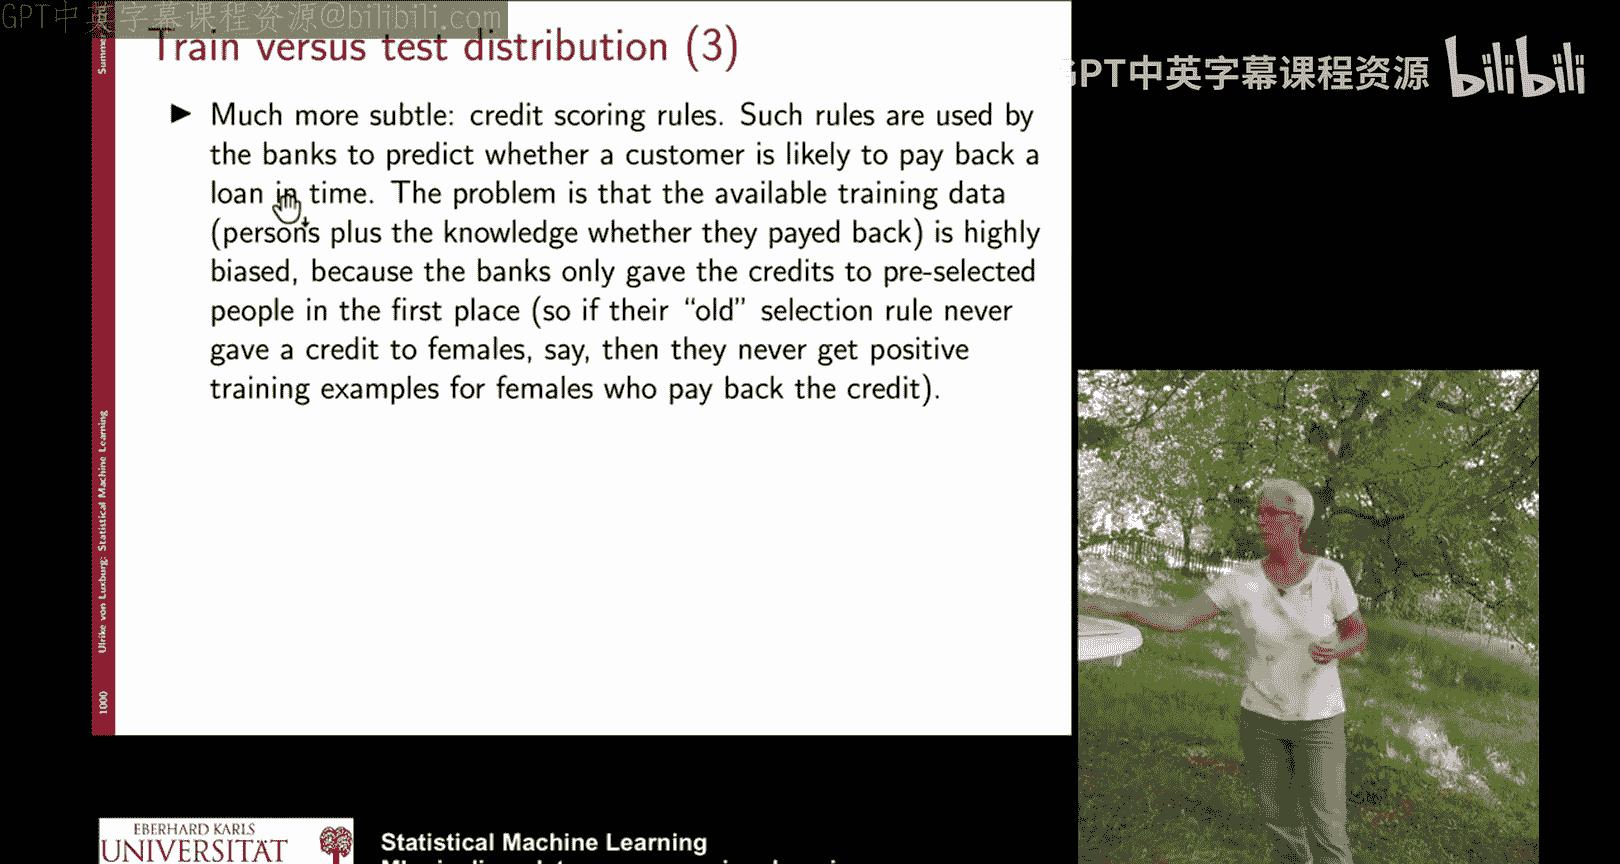 GPT中英字幕课程资源@bilibili.com
Train versus test distribution (3)
GPT中英字幕课程资源 bilibili
▶ Much more subtle: credit scoring rules. Such rules are used by
the banks to predict whether a customer is likely to pay back a
loan in time. The problem is that the available training data
(persons plus the knowledge whether they payed back) is highly
biased, because the banks only gave the credits to pre-selected
people in the first place (so if their “old” selection rule never
gave a credit to females, say, then they never get positive
training examples for females who pay back the credit).
Ulrike von Luxburg: Statistical Machine Learning
1000
EBERHARD KARLS
UNIVERSITÄT
Statistical Machine Learning